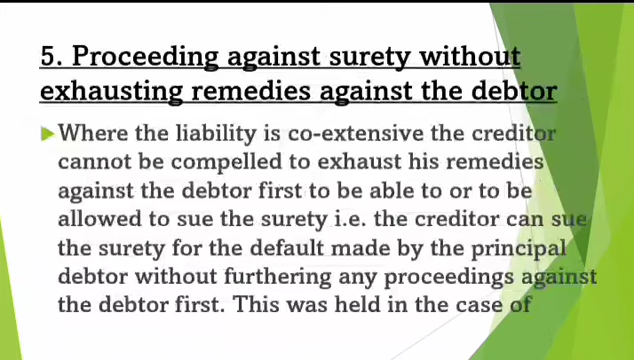 5. Proceeding against surety without
exhausting remedies against the debtor
Where the liability is co-extensive the creditor
cannot be compelled to exhaust his remedies
against the debtor first to be able to or to be
allowed to sue the surety i.e. the creditor can sue
the surety for the default made by the principal
debtor without furthering any proceedings against
the debtor first. This was held in the case of